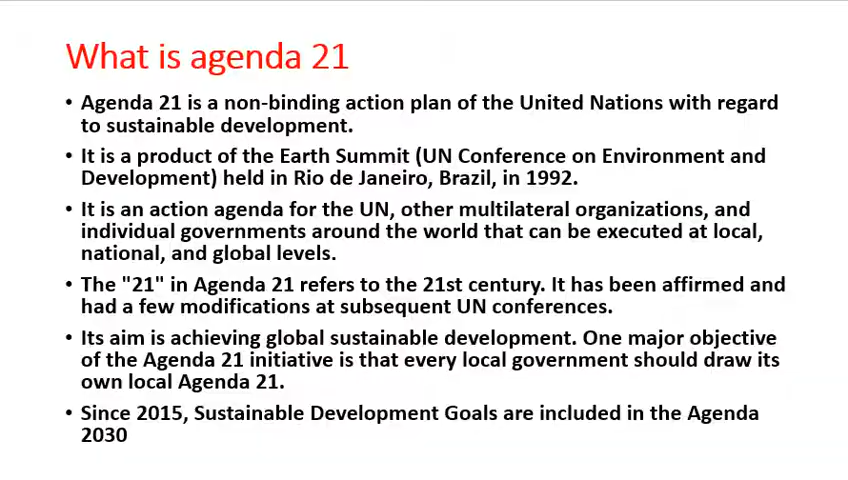 What is agenda 21
• Agenda 21 is a non-binding action plan of the United Nations with regard
to sustainable development.
• It is a product of the Earth Summit (UN Conference on Environment and
Development) held in Rio de Janeiro, Brazil, in 1992.
• It is an action agenda for the UN, other multilateral organizations, and
individual governments around the world that can be executed at local,
national, and global levels.
• The "21" in Agenda 21 refers to the 21st century. It has been affirmed and
had a few modifications at subsequent UN conferences.
• Its aim is achieving global sustainable development. One major objective
of the Agenda 21 initiative is that every local government should draw its
own local Agenda 21.
• Since 2015, Sustainable Development Goals are included in the Agenda
2030